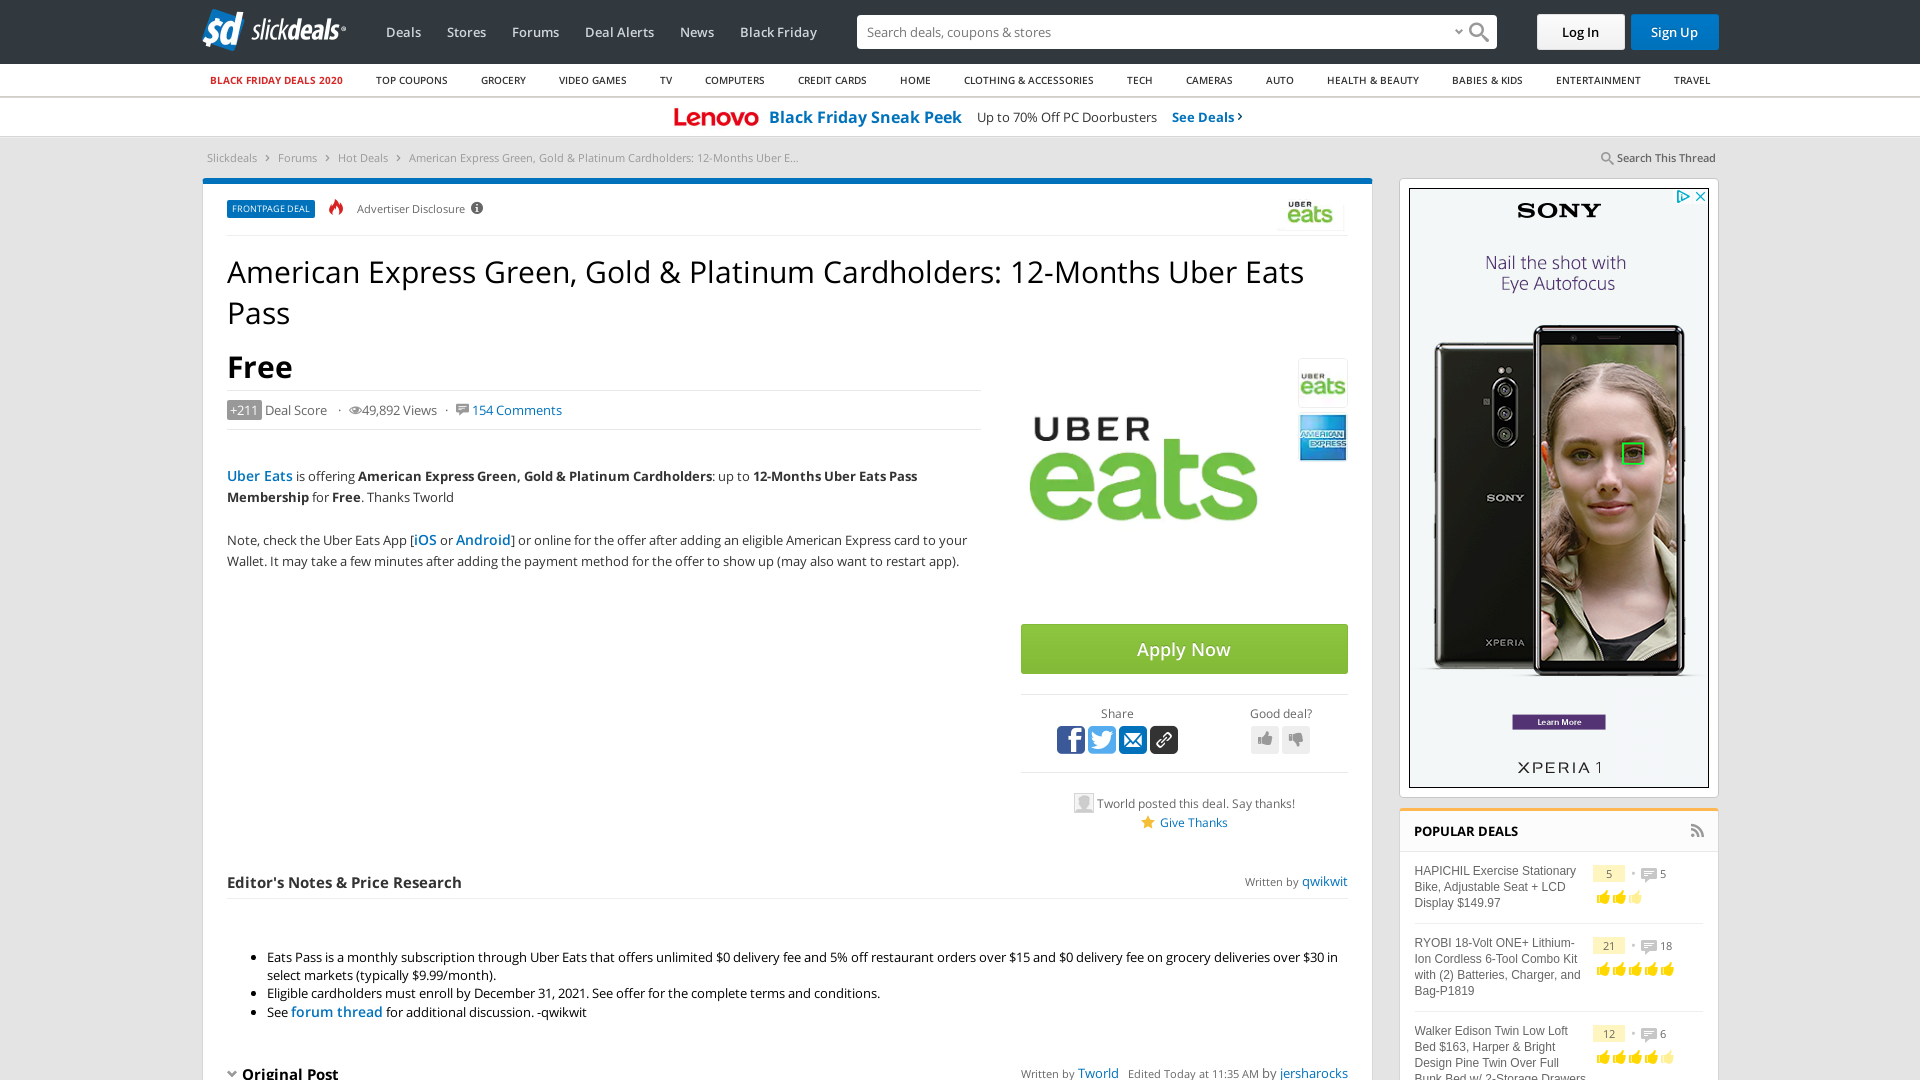 slickdeals
Deals
Stores
Forums
Deal Alerts
News
Black Friday
Search deals, coupons & stores
Log In
Sign Up
BLACK FRIDAY DEALS 2020
TOP COUPONS
GROCERY
VIDEO GAMES
TV
COMPUTERS
CREDIT CARDS
HOME
CLOTHING & ACCESSORIES
TECH
CAMERAS
AUTO
HEALTH & BEAUTY
BABIES & KIDS
ENTERTAINMENT
TRAVEL
Lenovo Black Friday Sneak Peek Up to 70% Off PC Doorbusters See Deals
Slickdeals > Forums > Hot Deals > American Express Green, Gold & Platinum Cardholders: 12-Months Uber E...
Search This Thread
FRONTPAGE DEAL
Advertiser Disclosure
UBER
eats
American Express Green, Gold & Platinum Cardholders: 12-Months Uber Eats
Pass
Free
+211 Deal Score · 49,892 Views · 154 Comments
Uber Eats is offering American Express Green, Gold & Platinum Cardholders: up to 12-Months Uber Eats Pass
Membership for Free. Thanks Tworld
Note, check the Uber Eats App [iOS or Android] or online for the offer after adding an eligible American Express card to your
Wallet. It may take a few minutes after adding the payment method for the offer to show up (may also want to restart app).
UBER
eats
UBER
eats
AMERICAN
EXPRESS
Apply Now
Share
Good deal?
Tworld posted this deal. Say thanks!
Give Thanks
Editor's Notes & Price Research
Written by qwikwit
• Eats Pass is a monthly subscription through Uber Eats that offers unlimited $0 delivery fee and 5% off restaurant orders over $15 and $0 delivery fee on grocery deliveries over $30 in
select markets (typically $9.99/month).
• Eligible cardholders must enroll by December 31, 2021. See offer for the complete terms and conditions.
• See forum thread for additional discussion. -qwikwit
Original Post
Written by Tworld Edited Today at 11:35 AM by jersharocks
SONY
Nail the shot with
Eye Autofocus
SONY
XPERIA
XPERIA
Learn More
XPERIA 1
POPULAR DEALS
HAPICHIL Exercise Stationary
Bike, Adjustable Seat + LCD
Display $149.97
5 • 5
RYOBI 18-Volt ONE+ Lithium-
Ion Cordless 6-Tool Combo Kit
with (2) Batteries, Charger, and
Bag-P1819
21 • 18
Walker Edison Twin Low Loft
Bed $163, Harper & Bright
Design Pine Twin Over Full
Bunk Bed w/ 2-Storage Drawers
12 • 6